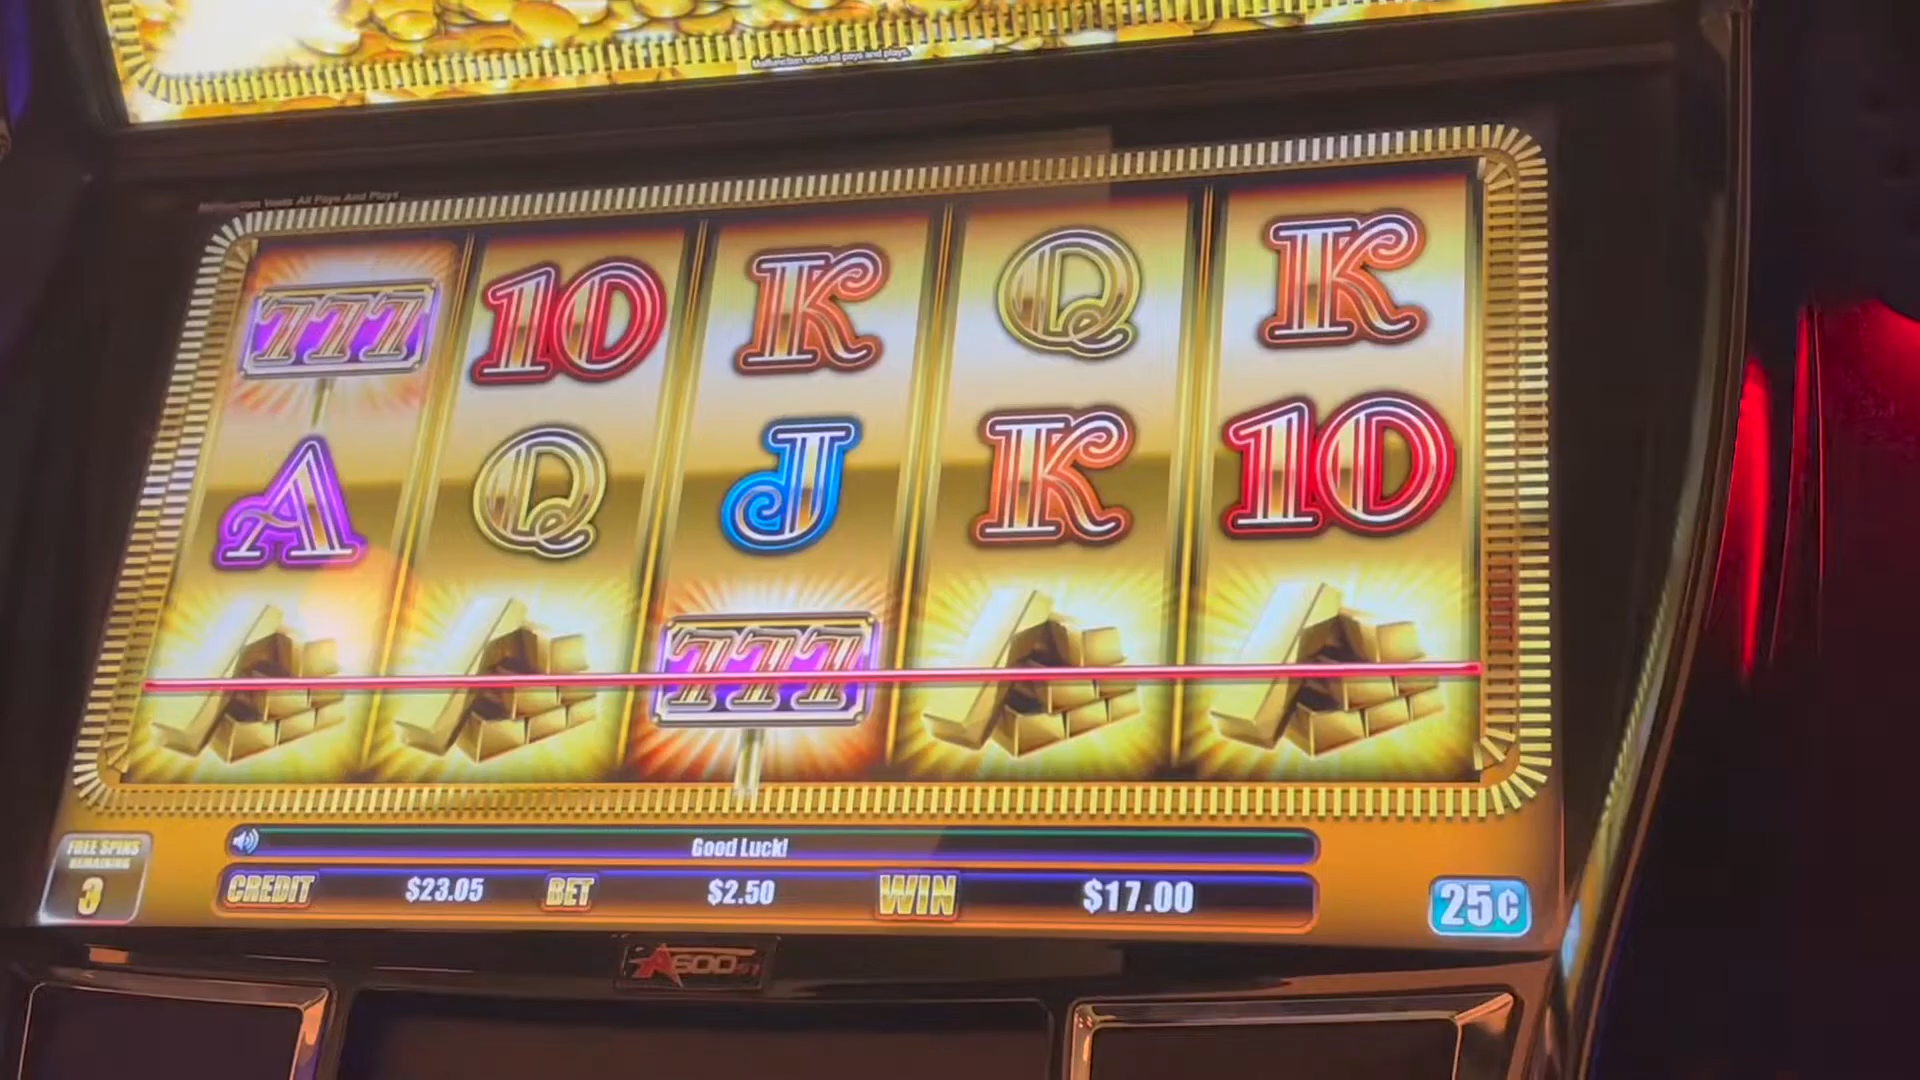 Malfunction voids all pays and plays.
Malfunction Voids All Pays And Plays
777 10 K Q K
A Q J K 10
777
FREE SPINS
REMAINING
3
Good Luck!
CREDIT $23.05 BET $2.50 WIN $17.00
25¢
A600